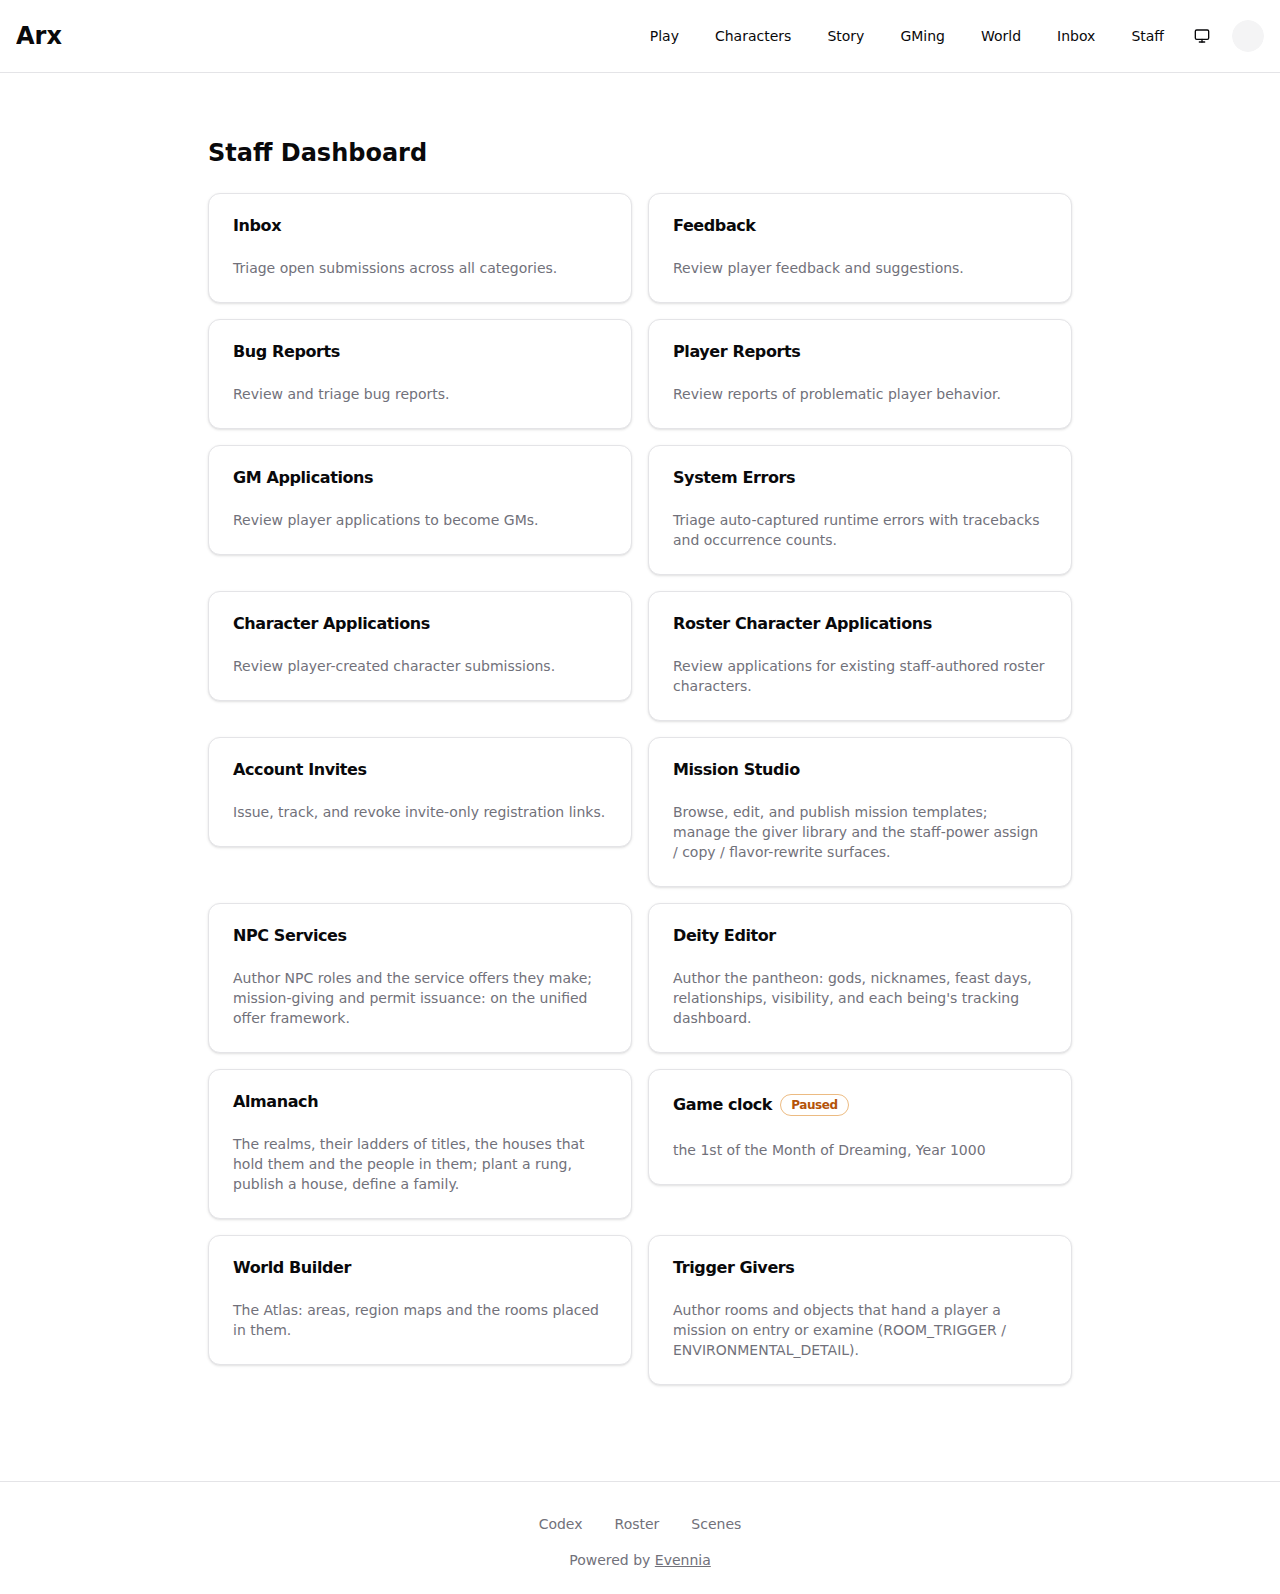 Arx
Play Characters Story GMing World Inbox Staff
Staff Dashboard
Inbox
Triage open submissions across all categories.
Feedback
Review player feedback and suggestions.
Bug Reports
Review and triage bug reports.
Player Reports
Review reports of problematic player behavior.
GM Applications
Review player applications to become GMs.
System Errors
Triage auto-captured runtime errors with tracebacks
and occurrence counts.
Character Applications
Review player-created character submissions.
Roster Character Applications
Review applications for existing staff-authored roster
characters.
Account Invites
Issue, track, and revoke invite-only registration links.
Mission Studio
Browse, edit, and publish mission templates;
manage the giver library and the staff-power assign
/ copy / flavor-rewrite surfaces.
NPC Services
Author NPC roles and the service offers they make;
mission-giving and permit issuance: on the unified
offer framework.
Deity Editor
Author the pantheon: gods, nicknames, feast days,
relationships, visibility, and each being's tracking
dashboard.
Almanach
The realms, their ladders of titles, the houses that
hold them and the people in them; plant a rung,
publish a house, define a family.
Game clock Paused
the 1st of the Month of Dreaming, Year 1000
World Builder
The Atlas: areas, region maps and the rooms placed
in them.
Trigger Givers
Author rooms and objects that hand a player a
mission on entry or examine (ROOM_TRIGGER /
ENVIRONMENTAL_DETAIL).
Codex Roster Scenes
Powered by Evennia